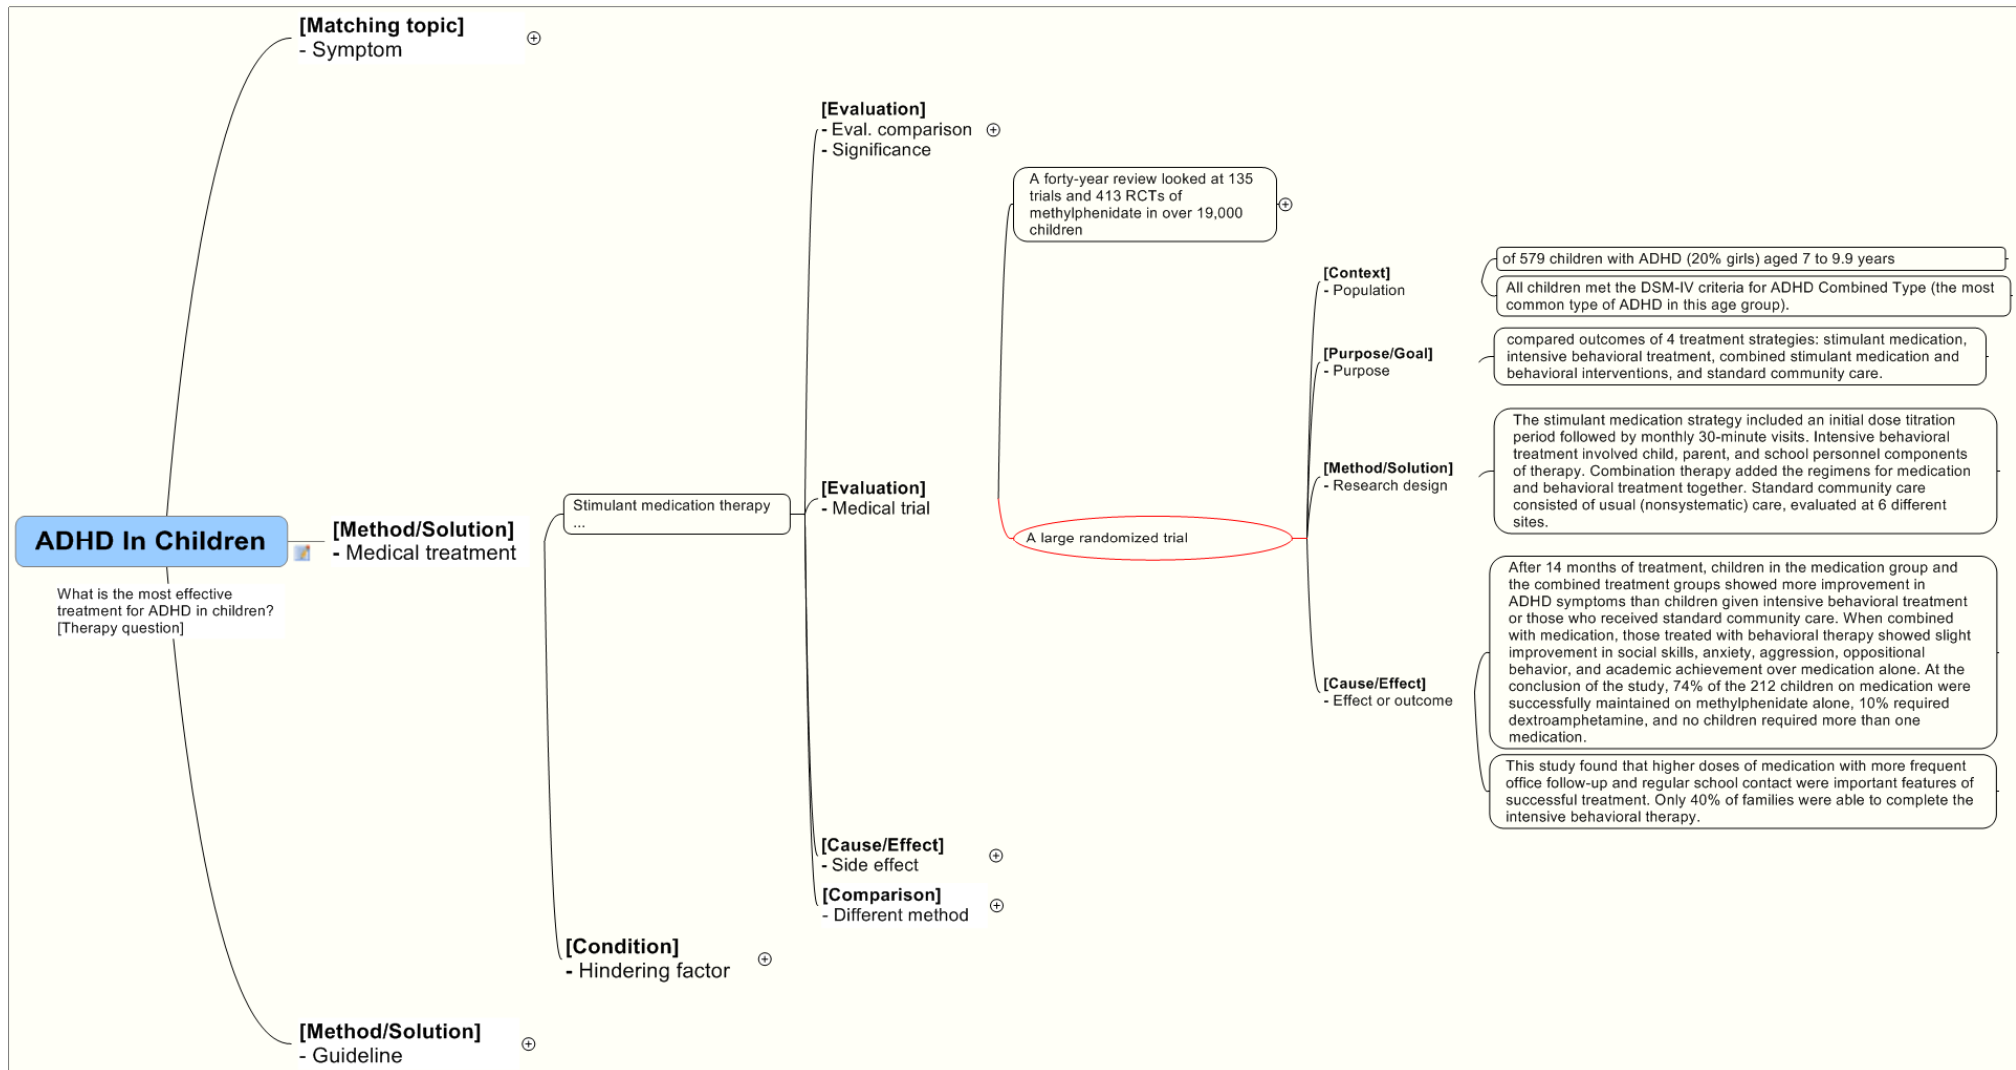 [Matching topic]
- Symptom
[Evaluation]
- Eval. comparison
- Significance
A forty-year review looked at 135
trials and 413 RCTs of
methylphenidate in over 19,000
children
[Context]
- Population
of 579 children with ADHD (20% girls) aged 7 to 9.9 years
All children met the DSM-IV criteria for ADHD Combined Type (the most
common type of ADHD in this age group).
[Purpose/Goal]
- Purpose
compared outcomes of 4 treatment strategies: stimulant medication,
intensive behavioral treatment, combined stimulant medication and
behavioral interventions, and standard community care.
[Method/Solution]
- Research design
The stimulant medication strategy included an initial dose titration
period followed by monthly 30-minute visits. Intensive behavioral
treatment involved child, parent, and school personnel components
of therapy. Combination therapy added the regimens for medication
and behavioral treatment together. Standard community care
consisted of usual (nonsystematic) care, evaluated at 6 different
sites.
ADHD In Children
What is the most effective
treatment for ADHD in children?
[Therapy question]
[Method/Solution]
- Medical treatment
Stimulant medication therapy
...
[Evaluation]
- Medical trial
A large randomized trial
[Cause/Effect]
- Effect or outcome
After 14 months of treatment, children in the medication group and
the combined treatment groups showed more improvement in
ADHD symptoms than children given intensive behavioral treatment
or those who received standard community care. When combined
with medication, those treated with behavioral therapy showed slight
improvement in social skills, anxiety, aggression, oppositional
behavior, and academic achievement over medication alone. At the
conclusion of the study, 74% of the 212 children on medication were
successfully maintained on methylphenidate alone, 10% required
dextroamphetamine, and no children required more than one
medication.
This study found that higher doses of medication with more frequent
office follow-up and regular school contact were important features of
successful treatment. Only 40% of families were able to complete the
intensive behavioral therapy.
[Cause/Effect]
- Side effect
[Comparison]
- Different method
[Condition]
- Hindering factor
[Method/Solution]
- Guideline